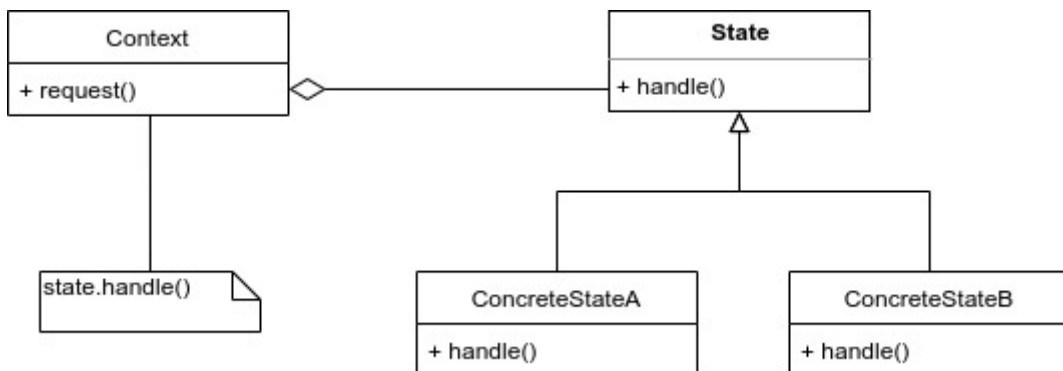 Context
+ request()
State
+ handle()
state.handle()
ConcreteStateA
+ handle()
ConcreteStateB
+ handle()